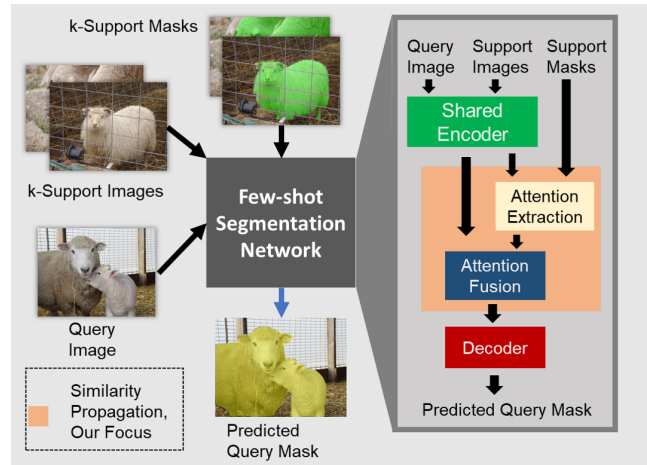 k-Support Masks
k-Support Images
Query
Image
Few-shot
Segmentation
Network
Predicted
Query Mask
Similarity
Propagation,
Our Focus
Query
Image
Support
Images
Support
Masks
Shared
Encoder
Attention
Extraction
Attention
Fusion
Decoder
Predicted Query Mask